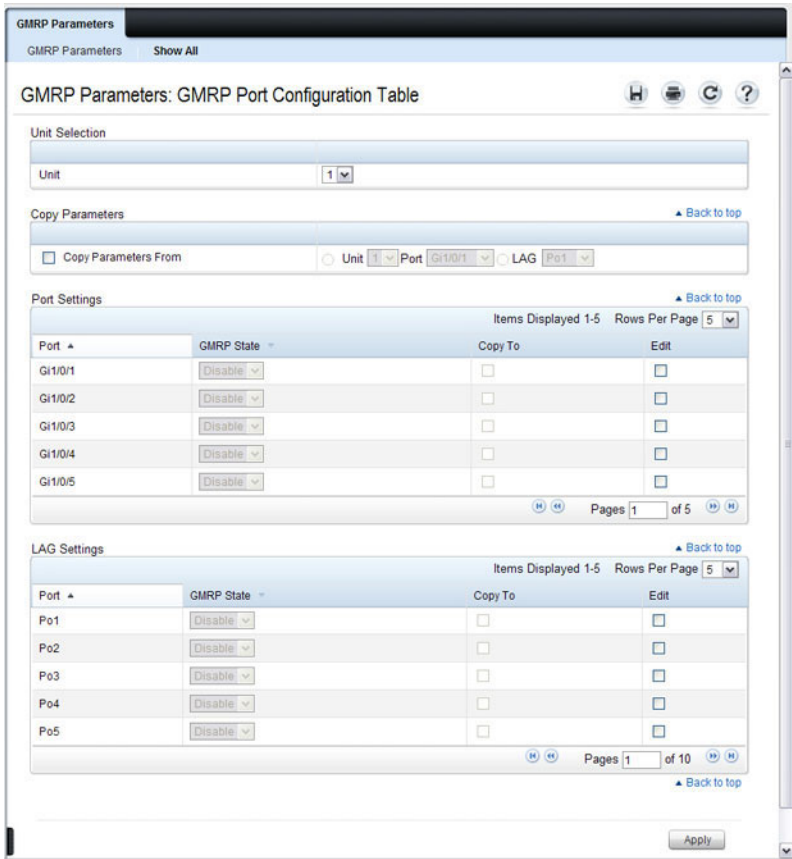 GMRP Parameters
GMRP Parameters Show All
GMRP Parameters: GMRP Port Configuration Table
Unit Selection
Unit 1
Copy Parameters Back to top
Copy Parameters From Unit 1 Port Gi1/0/1 LAG Po1
Port Settings Back to top
Items Displayed 1-5 Rows Per Page 5
Port GMRP State Copy To Edit
Gi1/0/1 Disable
Gi1/0/2 Disable
Gi1/0/3 Disable
Gi1/0/4 Disable
Gi1/0/5 Disable
Pages 1 of 5
LAG Settings Back to top
Items Displayed 1-5 Rows Per Page 5
Port GMRP State Copy To Edit
Po1 Disable
Po2 Disable
Po3 Disable
Po4 Disable
Po5 Disable
Pages 1 of 10
Back to top
Apply